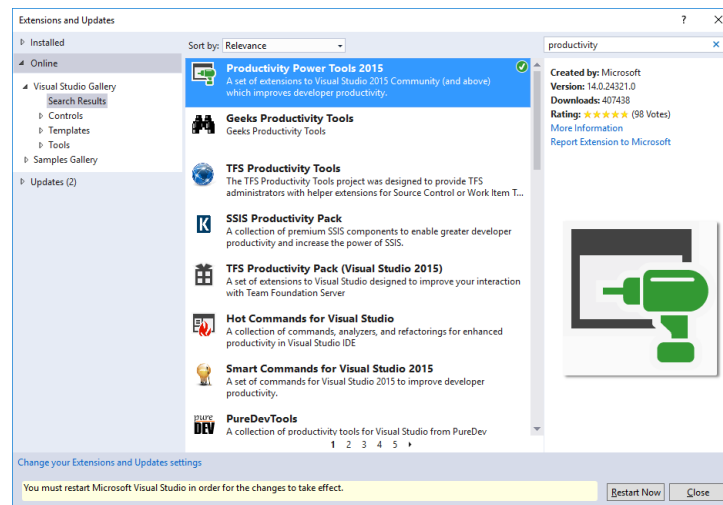 Extensions and Updates
Installed
Online
Visual Studio Gallery
Search Results
Controls
Templates
Tools
Samples Gallery
Updates (2)
Sort by: Relevance
Productivity Power Tools 2015
A set of extensions to Visual Studio 2015 Community (and above)
which improves developer productivity.
Geeks Productivity Tools
Geeks Productivity Tools
TFS Productivity Tools
The TFS Productivity Tools project was designed to provide TFS
administrators with helper extensions for Source Control or Work Item T...
K
SSIS Productivity Pack
A collection of premium SSIS components to enable greater developer
productivity and increase the power of SSIS.
TFS Productivity Pack (Visual Studio 2015)
A set of extensions to Visual Studio designed to improve your interaction
with Team Foundation Server
Hot Commands for Visual Studio
A collection of commands, analyzers, and refactorings for enhanced
productivity in Visual Studio IDE
Smart Commands for Visual Studio 2015
A set of commands for Visual Studio 2015 to improve developer
productivity.
pure
DEV
PureDevTools
A collection of productivity tools for Visual Studio from PureDev
1 2 3 4 5
productivity
Created by: Microsoft
Version: 14.0.24321.0
Downloads: 407438
Rating: (98 Votes)
More Information
Report Extension to Microsoft
Change your Extensions and Updates settings
You must restart Microsoft Visual Studio in order for the changes to take effect.
Restart Now
Close